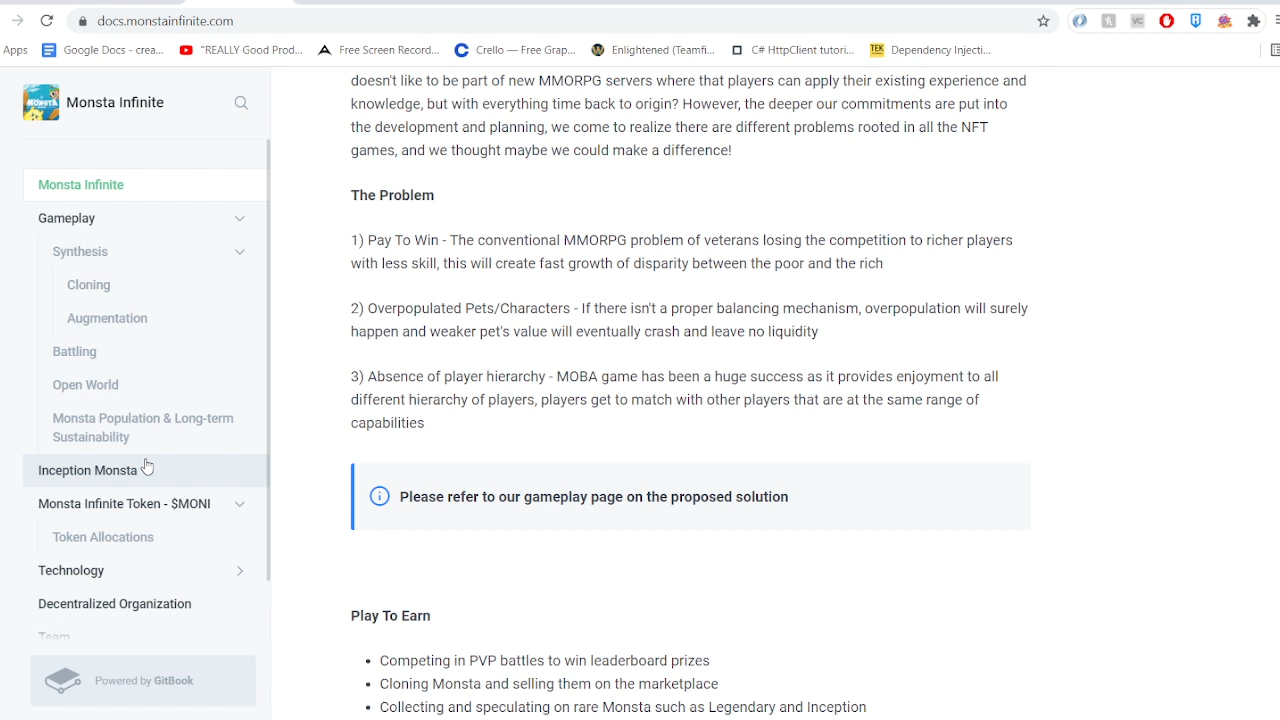 docs.monstainfinite.com
Apps
Google Docs - crea...
"REALLY Good Prod...
Free Screen Record...
Crello — Free Grap...
Enlightened (Teamfi...
C# HttpClient tutori...
TEK
Dependency Injecti...
Monsta Infinite
Monsta Infinite
Gameplay
Synthesis
Cloning
Augmentation
Battling
Open World
Monsta Population & Long-term
Sustainability
Inception Monsta
Monsta Infinite Token - $MONI
Token Allocations
Technology
Decentralized Organization
Team
Powered by GitBook
doesn't like to be part of new MMORPG servers where that players can apply their existing experience and
knowledge, but with everything time back to origin? However, the deeper our commitments are put into
the development and planning, we come to realize there are different problems rooted in all the NFT
games, and we thought maybe we could make a difference!
The Problem
1) Pay To Win - The conventional MMORPG problem of veterans losing the competition to richer players
with less skill, this will create fast growth of disparity between the poor and the rich
2) Overpopulated Pets/Characters - If there isn't a proper balancing mechanism, overpopulation will surely
happen and weaker pet's value will eventually crash and leave no liquidity
3) Absence of player hierarchy - MOBA game has been a huge success as it provides enjoyment to all
different hierarchy of players, players get to match with other players that are at the same range of
capabilities
Please refer to our gameplay page on the proposed solution
Play To Earn
• Competing in PVP battles to win leaderboard prizes
• Cloning Monsta and selling them on the marketplace
• Collecting and speculating on rare Monsta such as Legendary and Inception